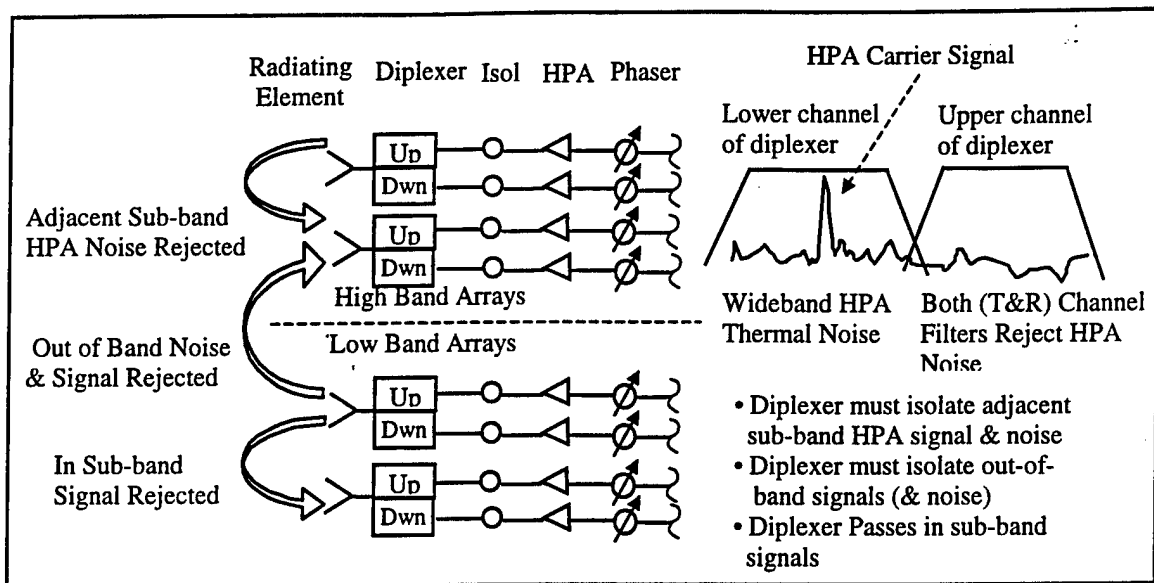 Radiating
Element
Diplexer
Isol
HPA
Phaser
Up
Dwn
Up
Dwn
High Band Arrays
Low Band Arrays
Up
Dwn
Up
Dwn
Adjacent Sub-band
HPA Noise Rejected
Out of Band Noise
& Signal Rejected
In Sub-band
Signal Rejected
HPA Carrier Signal
Lower channel
of diplexer
Upper channel
of diplexer
Wideband HPA
Thermal Noise
Both (T&R) Channel
Filters Reject HPA
Noise
• Diplexer must isolate adjacent
sub-band HPA signal & noise
• Diplexer must isolate out-of-
band signals (& noise)
• Diplexer Passes in sub-band
signals